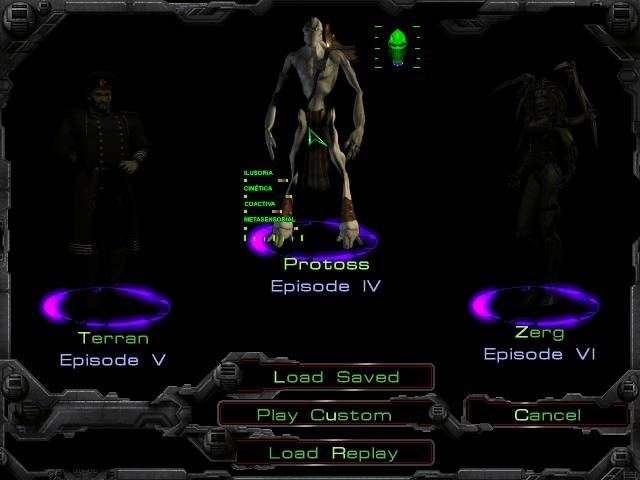 ILUSORIA
CINÉTICA
COACTIVA
METASENSORIAL
Protoss
Episode IV
Terran
Episode V
Zerg
Episode VI
Load Saved
Play Custom
Cancel
Load Replay